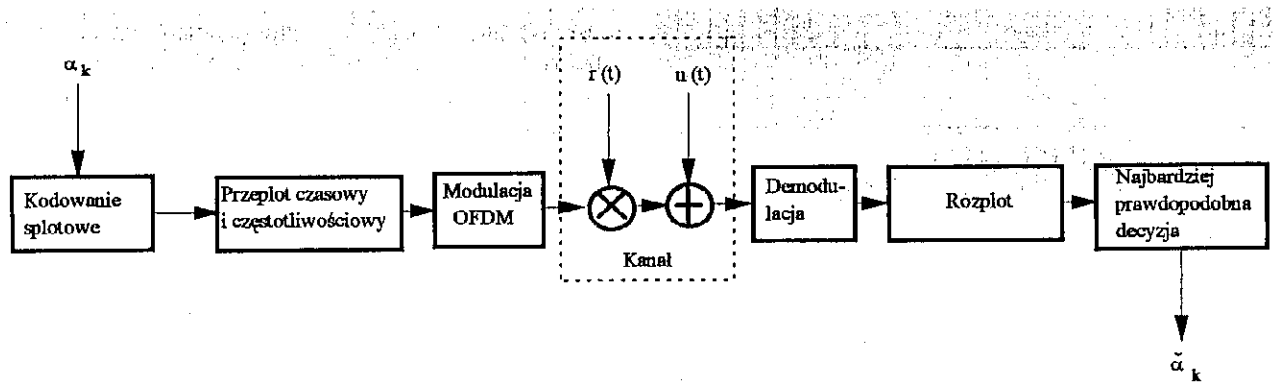 α k
r (t)
u (t)
Kodowanie
splotowe
Przeplot czasowy
i częstotliwościowy
Modulacja
OFDM
Kanał
Demodu-
lacja
Rozplot
Najbardziej
prawdopodobna
decyzja
α̌ k